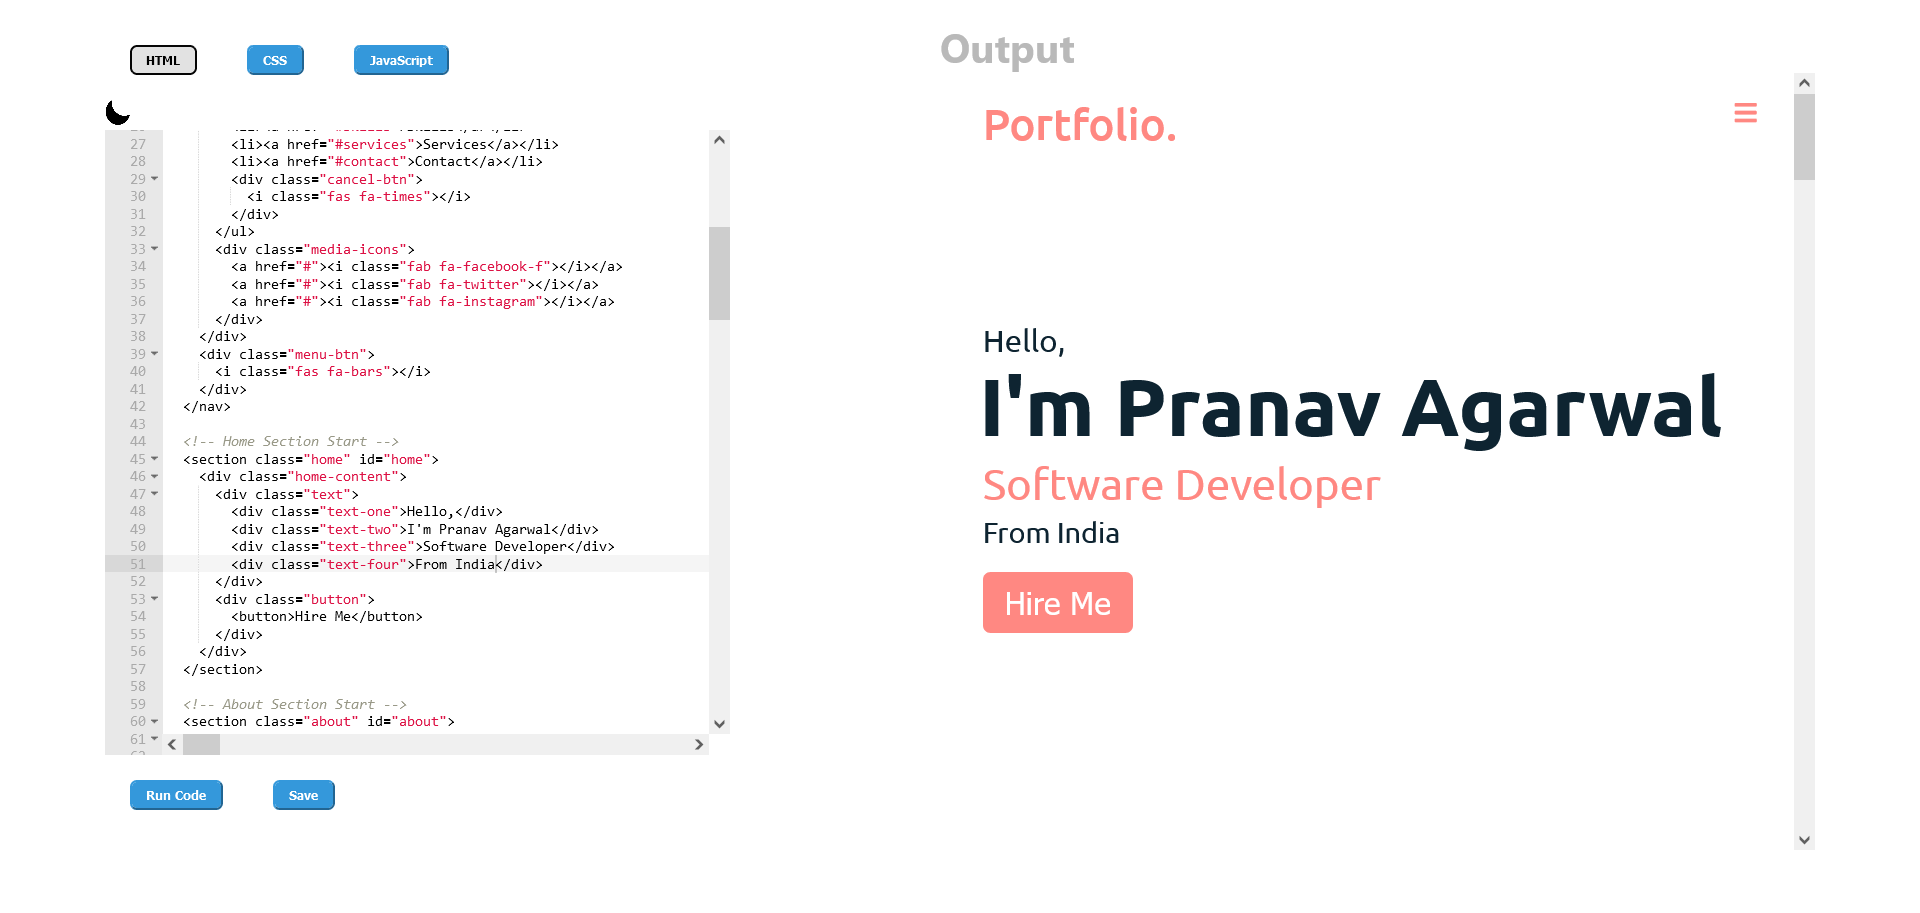 HTML
CSS
JavaScript
27 <li><a href="#services">Services</a></li>
28 <li><a href="#contact">Contact</a></li>
29 <div class="cancel-btn">
30 <i class="fas fa-times"></i>
31 </div>
32 </ul>
33 <div class="media-icons">
34 <a href="#"><i class="fab fa-facebook-f"></i></a>
35 <a href="#"><i class="fab fa-twitter"></i></a>
36 <a href="#"><i class="fab fa-instagram"></i></a>
37 </div>
38 </div>
39 <div class="menu-btn">
40 <i class="fas fa-bars"></i>
41 </div>
42 </nav>
43
44 <!-- Home Section Start -->
45 <section class="home" id="home">
46 <div class="home-content">
47 <div class="text">
48 <div class="text-one">Hello,</div>
49 <div class="text-two">I'm Pranav Agarwal</div>
50 <div class="text-three">Software Developer</div>
51 <div class="text-four">From India</div>
52 </div>
53 <div class="button">
54 <button>Hire Me</button>
55 </div>
56 </div>
57 </section>
58
59 <!-- About Section Start -->
60 <section class="about" id="about">
61
Run Code
Save
Output
Portfolio.
Hello,
I'm Pranav Agarwal
Software Developer
From India
Hire Me